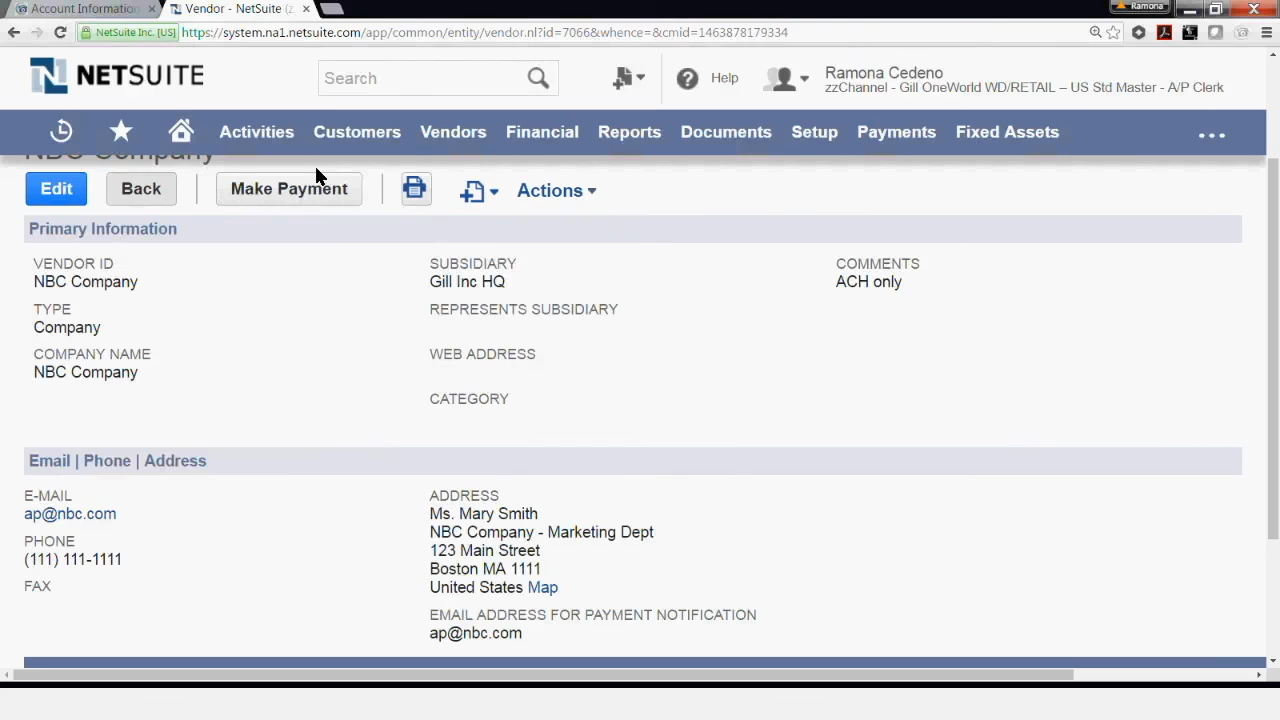 Account Information
Vendor - NetSuite (z
Ramona
NetSuite Inc. [US]
https://system.na1.netsuite.com/app/common/entity/vendor.nl?id=2066&whence=&cmid=1463878179334
NETSUITE
Search
Help
Ramona Cedeno
zzChannel - Gill OneWorld WD/RETAIL – US Std Master - A/P Clerk
Activities Customers Vendors Financial Reports Documents Setup Payments Fixed Assets ...
NBC Company
Edit Back Make Payment Actions
Primary Information
VENDOR ID
NBC Company
TYPE
Company
COMPANY NAME
NBC Company
SUBSIDIARY
Gill Inc HQ
REPRESENTS SUBSIDIARY
WEB ADDRESS
CATEGORY
COMMENTS
ACH only
Email | Phone | Address
E-MAIL
ap@nbc.com
PHONE
(111) 111-1111
FAX
ADDRESS
Ms. Mary Smith
NBC Company - Marketing Dept
123 Main Street
Boston MA 1111
United States Map
EMAIL ADDRESS FOR PAYMENT NOTIFICATION
ap@nbc.com